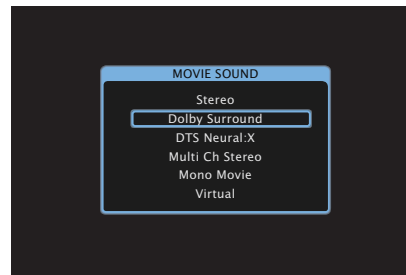 MOVIE SOUND
Stereo
Dolby Surround
DTS Neural:X
Multi Ch Stereo
Mono Movie
Virtual